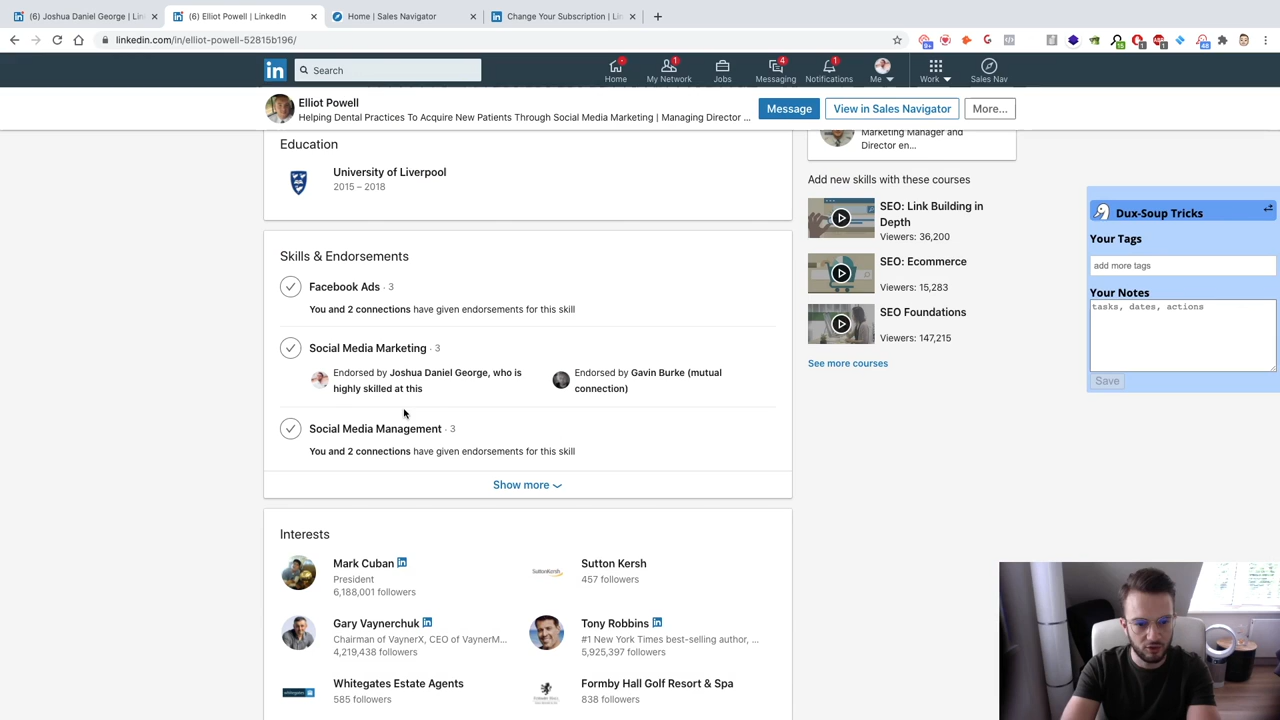 (6) Joshua Daniel George | Lin
(6) Elliot Powell | LinkedIn
Home | Sales Navigator
Change Your Subscription | Lin
linkedin.com/in/elliot-powell-52815b196/
in
Search
Home
My Network
Jobs
Messaging
Notifications
Me
Work
Sales Nav
Elliot Powell
Helping Dental Practices To Acquire New Patients Through Social Media Marketing | Managing Director ...
Message
View in Sales Navigator
More...
Education
University of Liverpool
2015 – 2018
Skills & Endorsements
Facebook Ads · 3
You and 2 connections have given endorsements for this skill
Social Media Marketing · 3
Endorsed by Joshua Daniel George, who is
highly skilled at this
Endorsed by Gavin Burke (mutual
connection)
Social Media Management · 3
You and 2 connections have given endorsements for this skill
Show more
Interests
Mark Cuban
President
6,188,001 followers
Sutton Kersh
457 followers
Gary Vaynerchuk
Chairman of VaynerX, CEO of VaynerM...
4,219,438 followers
Tony Robbins
#1 New York Times best-selling author, ...
5,925,397 followers
Whitegates Estate Agents
585 followers
Formby Hall Golf Resort & Spa
838 followers
Marketing Manager and
Director en...
Add new skills with these courses
SEO: Link Building in
Depth
Viewers: 36,200
SEO: Ecommerce
Viewers: 15,283
SEO Foundations
Viewers: 147,215
See more courses
Dux-Soup Tricks
Your Tags
add more tags
Your Notes
tasks, dates, actions
Save